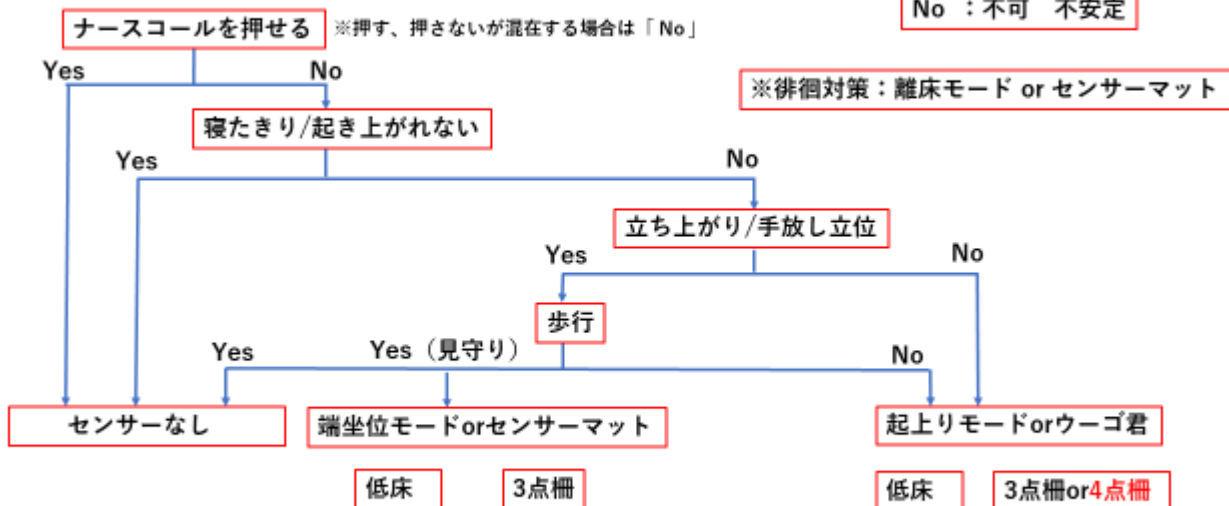 No ：不可　不安定
ナースコールを押せる ※押す、押さないが混在する場合は「 No 」
Yes No
※徘徊対策：離床モード or センサーマット
寝たきり/起き上がれない
Yes No
立ち上がり/手放し立位
Yes No
歩行
Yes Yes（見守り） No
センサーなし 端坐位モードorセンサーマット 起上りモードorウーゴ君
低床 3点柵 低床 3点柵or4点柵